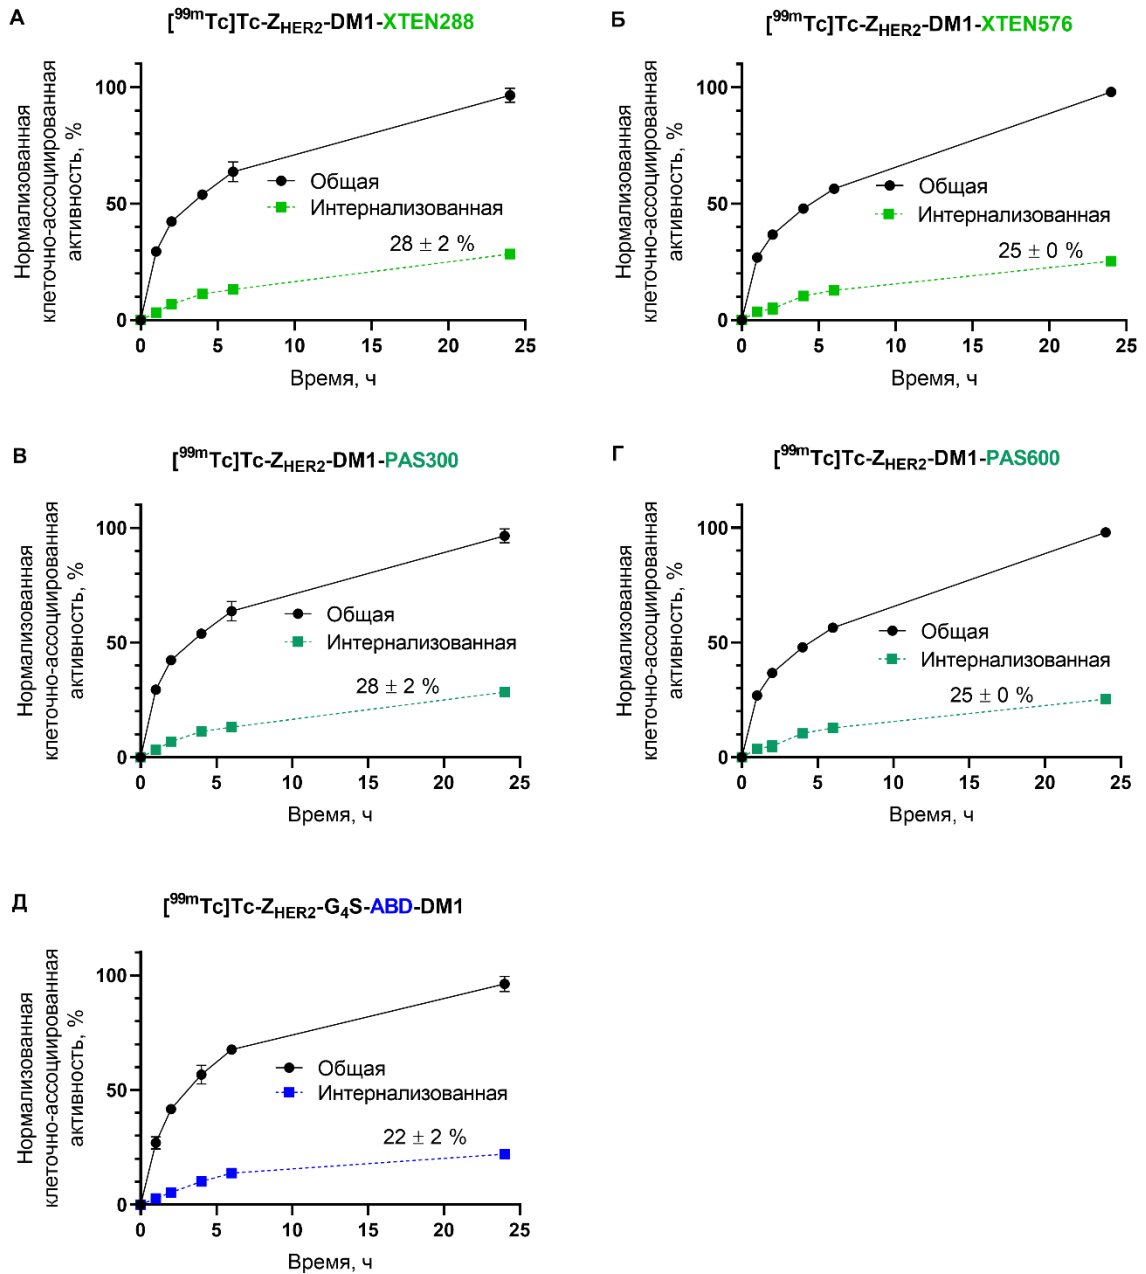 А
[99mTc]Tc-ZHER2-DM1-XTEN288
Нормализованная
клеточно-ассоциированная
активность, %
100
50
0
Общая
Интернализованная
28 ± 2 %
0 5 10 15 20 25
Время, ч
Б
[99mTc]Tc-ZHER2-DM1-XTEN576
Нормализованная
клеточно-ассоциированная
активность, %
100
50
0
Общая
Интернализованная
25 ± 0 %
0 5 10 15 20 25
Время, ч
В
[99mTc]Tc-ZHER2-DM1-PAS300
Нормализованная
клеточно-ассоциированная
активность, %
100
50
0
Общая
Интернализованная
28 ± 2 %
0 5 10 15 20 25
Время, ч
Г
[99mTc]Tc-ZHER2-DM1-PAS600
Нормализованная
клеточно-ассоциированная
активность, %
100
50
0
Общая
Интернализованная
25 ± 0 %
0 5 10 15 20 25
Время, ч
Д
[99mTc]Tc-ZHER2-G4S-ABD-DM1
Нормализованная
клеточно-ассоциированная
активность, %
100
50
0
Общая
Интернализованная
22 ± 2 %
0 5 10 15 20 25
Время, ч